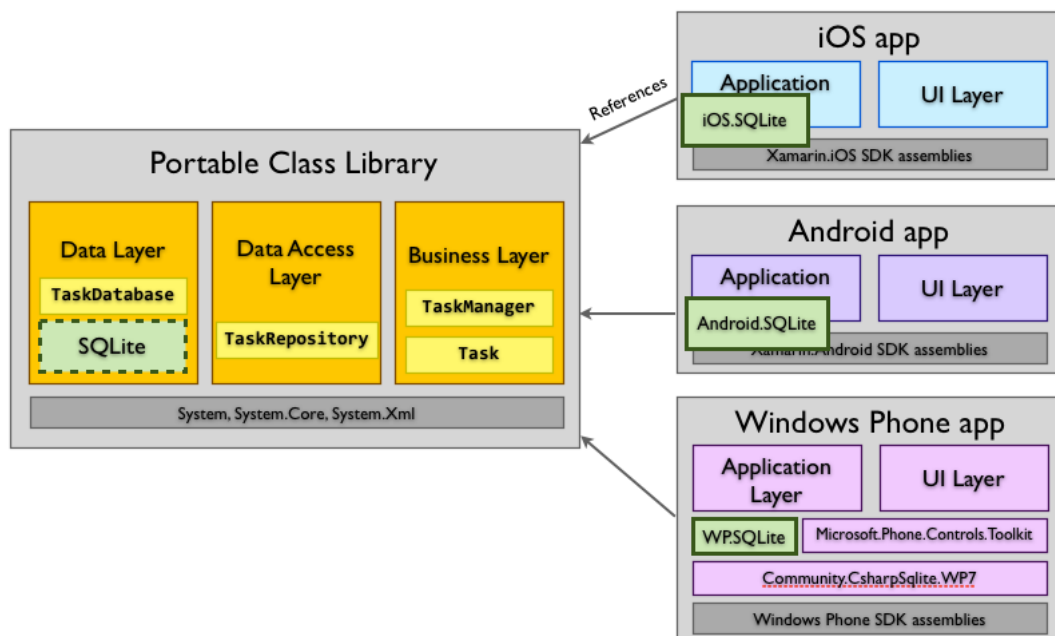 Portable Class Library
Data Layer
TaskDatabase
SQLite
Data Access
Layer
TaskRepository
Business Layer
TaskManager
Task
System, System.Core, System.Xml
References
iOS app
Application
iOS.SQLite
UI Layer
Xamarin.iOS SDK assemblies
Android app
Application
Android.SQLite
UI Layer
Xamarin.Android SDK assemblies
Windows Phone app
Application
Layer
UI Layer
WP.SQLite
Microsoft.Phone.Controls.Toolkit
Community.CsharpSqlite.WP7
Windows Phone SDK assemblies